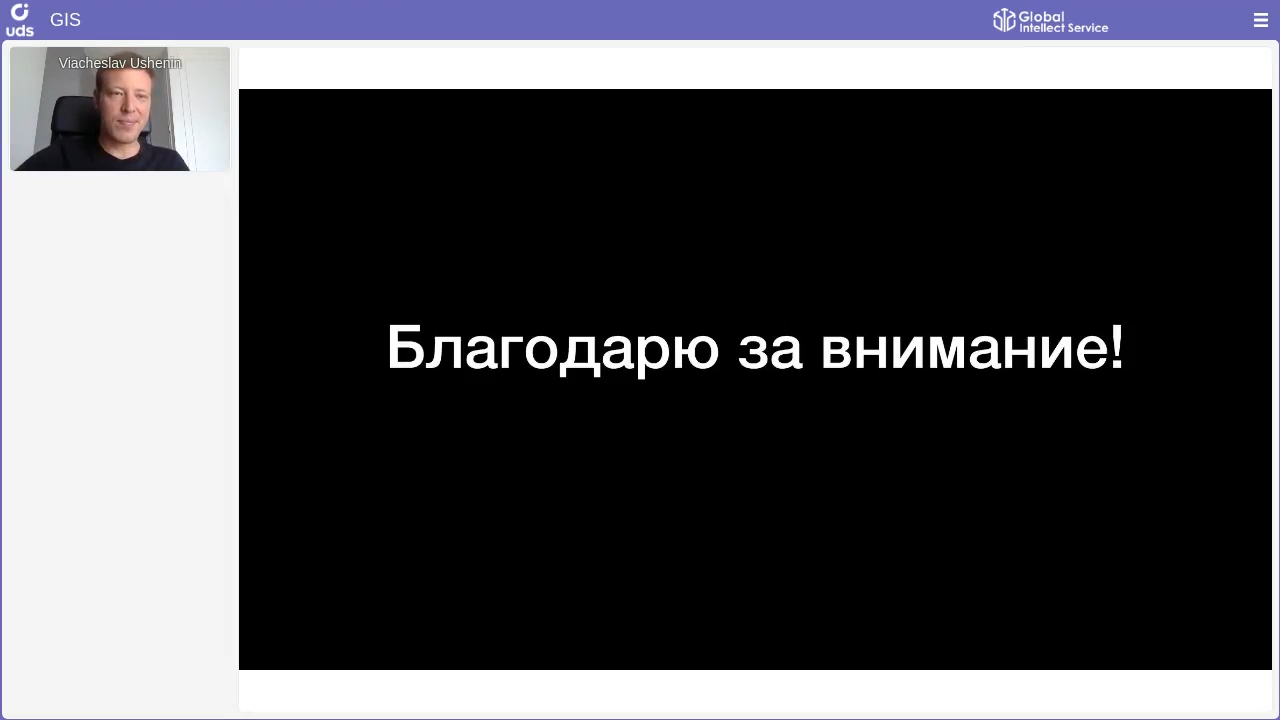 uds
GIS
Global
Intellect Service
Viacheslav Ushenin
Благодарю за внимание!